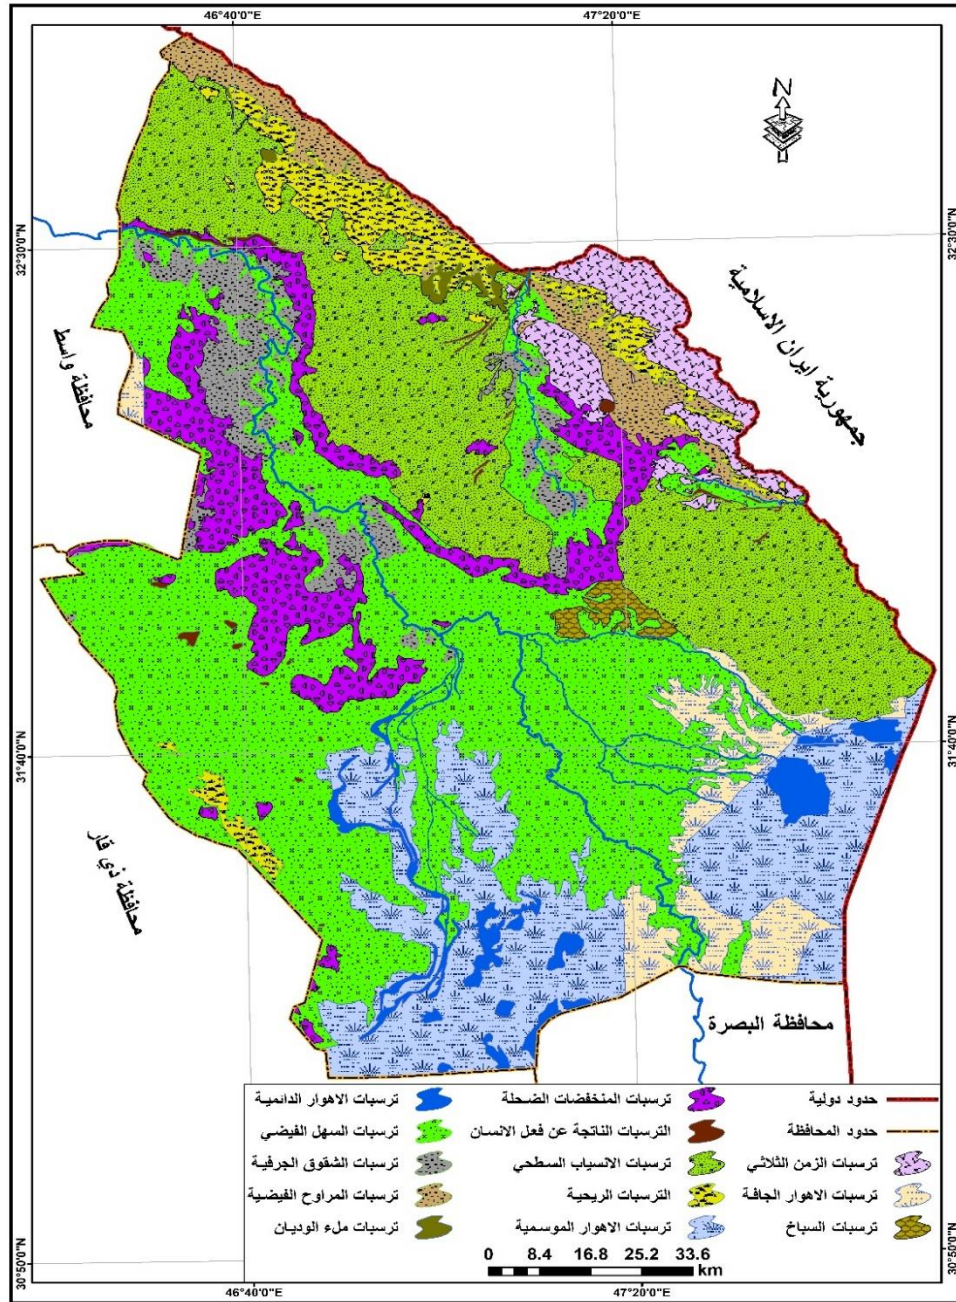 46°40'0"E 47°20'0"E
N
32°30'0"N 32°30'0"N
جمهورية ايران الاسلامية
محافظة واسط
31°40'0"N 31°40'0"N
محافظة ذي قار
محافظة البصرة
حدود دولية
حدود المحافظة
ترسبات الزمن الثلاثي
ترسبات الاهوار الجافة
ترسبات السباخ
ترسبات المنخفضات الضحلة
الترسبات الناتجة عن فعل الانسان
ترسبات الانسياب السطحي
الترسبات الريحية
ترسبات الاهوار الموسمية
ترسبات الاهوار الدائمية
ترسبات السهل الفيضي
ترسبات الشقوق الجرفية
ترسبات المراوح الفيضية
ترسبات ملء الوديان
0 8.4 16.8 25.2 33.6
km
30°50'0"N 30°50'0"N
46°40'0"E 47°20'0"E